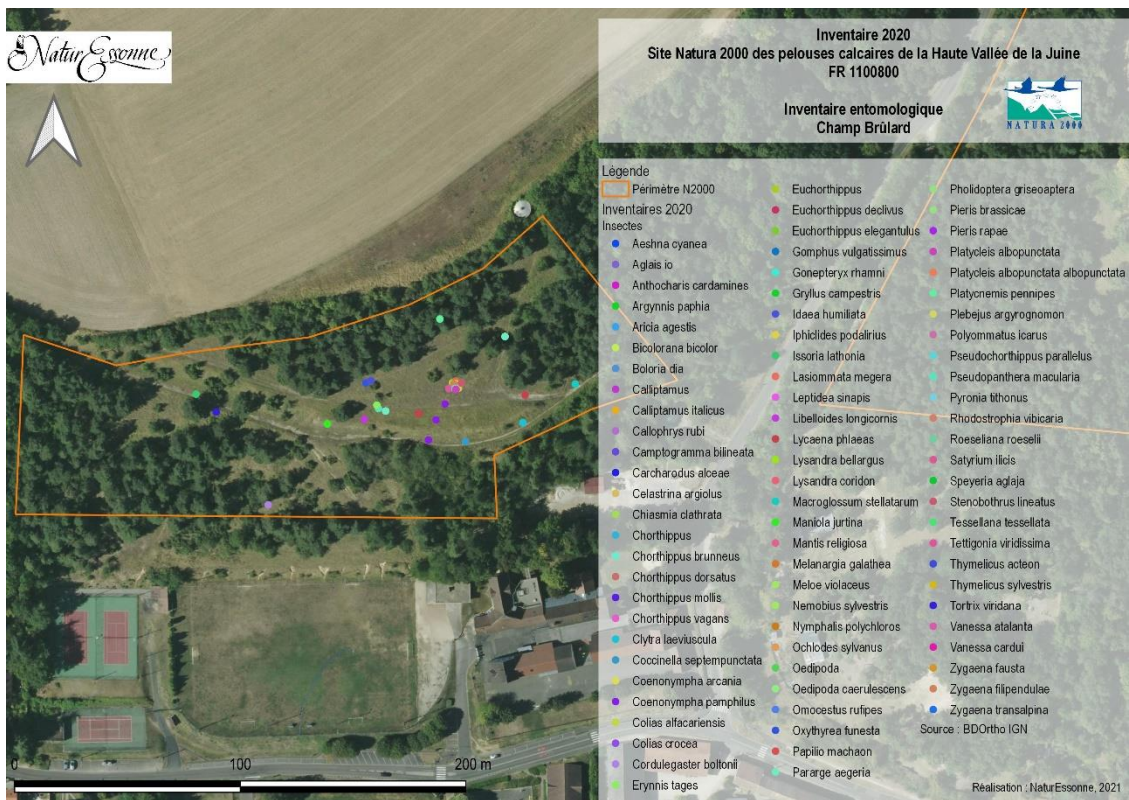 NaturEssonne
Inventaire 2020
Site Natura 2000 des pelouses calcaires de la Haute Vallée de la Juine
FR 1100800
Inventaire entomologique
Champ Brûlard
NATURA 2000
Légende
Périmètre N2000
Inventaires 2020
Insectes
Aeshna cyanea
Aglais io
Anthocharis cardamines
Argynnis paphia
Aricia agestis
Bicolorana bicolor
Boloria dia
Calliptamus
Calliptamus italicus
Callophrys rubi
Camptogramma bilineata
Carcharodus alceae
Celastrina argiolus
Chiasmia clathrata
Chorthippus
Chorthippus brunneus
Chorthippus dorsatus
Chorthippus mollis
Chorthippus vagans
Clytra laeviuscula
Coccinella septempunctata
Coenonympha arcania
Coenonympha pamphilus
Colias alfacariensis
Colias crocea
Cordulegaster boltonii
Erynnis tages
Euchorthippus
Euchorthippus declivus
Euchorthippus elegantulus
Gomphus vulgatissimus
Gonepteryx rhamni
Gryllus campestris
Idaea humiliata
Iphiclides podalirius
Issoria lathonia
Lasiommata megera
Leptidea sinapis
Libelloides longicornis
Lycaena phlaeas
Lysandra bellargus
Lysandra coridon
Macroglossum stellatarum
Maniola jurtina
Mantis religiosa
Melanargia galathea
Meloe violaceus
Nemobius sylvestris
Nymphalis polychloros
Ochlodes sylvanus
Oedipoda
Oedipoda caerulescens
Omocestus rufipes
Oxythyrea funesta
Papilio machaon
Pararge aegeria
Pholidoptera griseoaptera
Pieris brassicae
Pieris rapae
Platycleis albopunctata
Platycleis albopunctata albopunctata
Platycnemis pennipes
Plebejus argyrognomon
Polyommatus icarus
Pseudochorthippus parallelus
Pseudopanthera macularia
Pyronia tithonus
Rhodostrophia vibicaria
Roeseliana roeselii
Satyrium ilicis
Speyeria aglaja
Stenobothrus lineatus
Tessellana tessellata
Tettigonia viridissima
Thymelicus acteon
Thymelicus sylvestris
Tortrix viridana
Vanessa atalanta
Vanessa cardui
Zygaena fausta
Zygaena filipendulae
Zygaena transalpina
Source : BDOrtho IGN
0 100 200 m
Réalisation : NaturEssonne, 2021